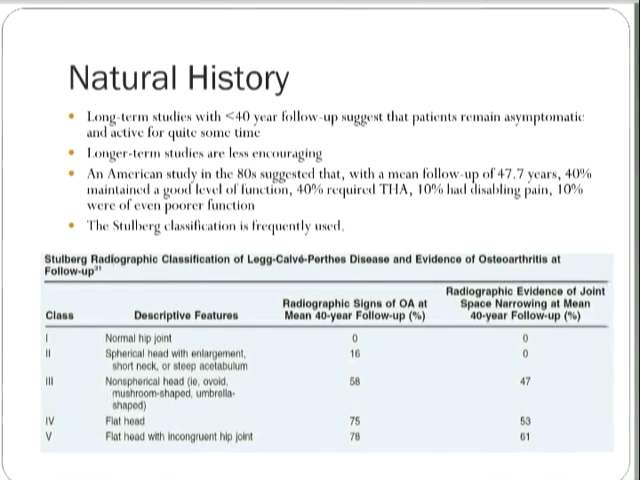 Natural History
• Long-term studies with <40 year follow-up suggest that patients remain asymptomatic
and active for quite some time
• Longer-term studies are less encouraging
• An American study in the 80s suggested that, with a mean follow-up of 47.7 years, 40%
maintained a good level of function, 40% required THA, 10% had disabling pain, 10%
were of even poorer function
• The Stulberg classification is frequently used.
Stulberg Radiographic Classification of Legg-Calvé-Perthes Disease and Evidence of Osteoarthritis at
Follow-up³¹
Class Descriptive Features Radiographic Signs of OA at Mean 40-year Follow-up (%) Radiographic Evidence of Joint Space Narrowing at Mean 40-year Follow-up (%)
I Normal hip joint 0 0
II Spherical head with enlargement, 16 0
short neck, or steep acetabulum
III Nonspherical head (ie, ovoid, 58 47
mushroom-shaped, umbrella-
shaped)
IV Flat head 75 53
V Flat head with incongruent hip joint 78 61